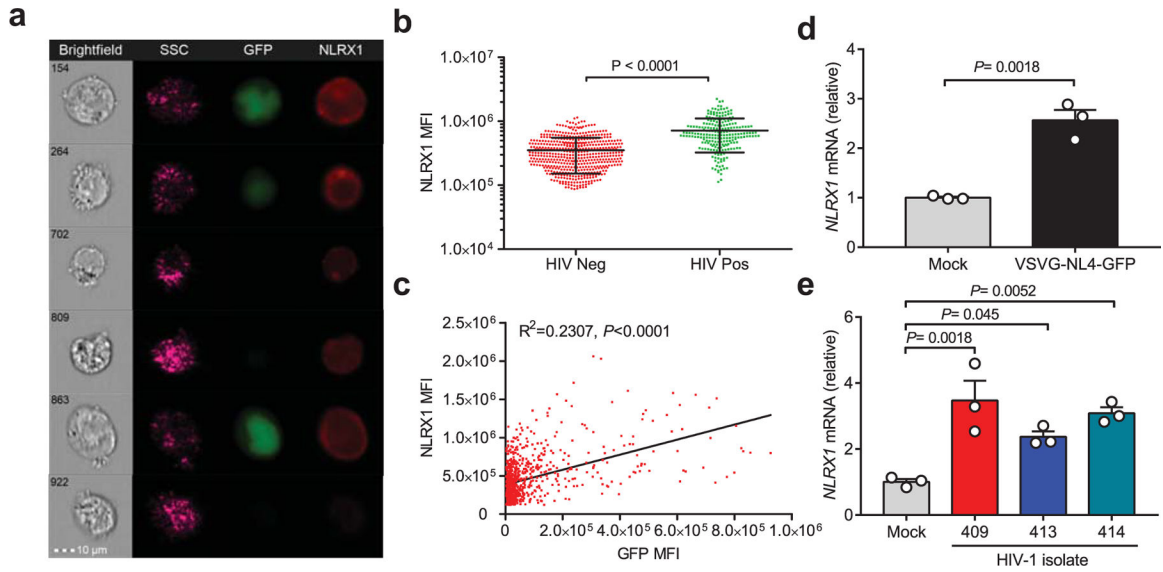 a
Brightfield SSC GFP NLRX1
154
264
702
809
863
922
10 µm
b
1.0×10⁷
1.0×10⁶
1.0×10⁵
1.0×10⁴
NLRX1 MFI
P < 0.0001
HIV Neg HIV Pos
c
2.5×10⁶
2.0×10⁶
1.5×10⁶
1.0×10⁶
5.0×10⁵
0
NLRX1 MFI
R²=0.2307, P<0.0001
0 2.0×10⁵ 4.0×10⁵ 6.0×10⁵ 8.0×10⁵ 1.0×10⁶
GFP MFI
d
4
3
2
1
0
NLRX1 mRNA (relative)
P= 0.0018
Mock VSVG-NL4-GFP
e
6
4
2
0
NLRX1 mRNA (relative)
P= 0.0052
P= 0.045
P= 0.0018
Mock 409 413 414
HIV-1 isolate